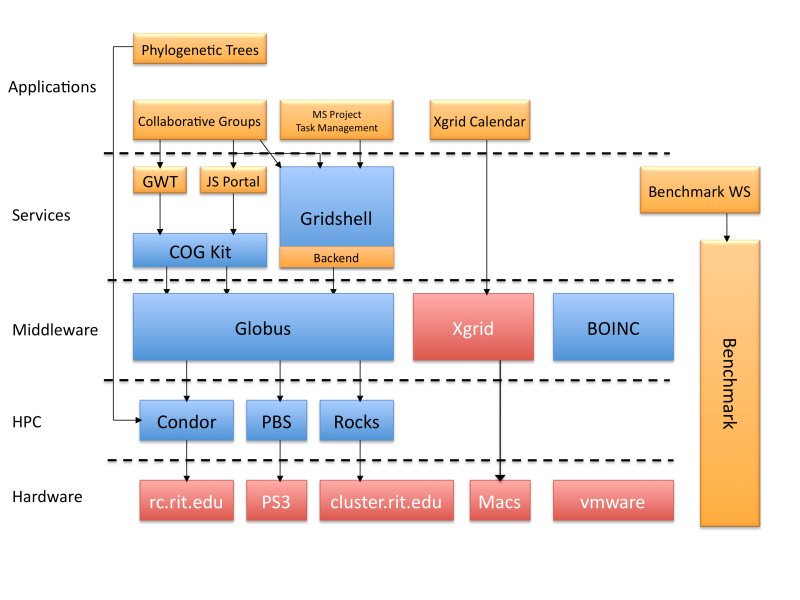 Phylogenetic Trees
Applications
Collaborative Groups
MS Project
Task Management
Xgrid Calendar
GWT
JS Portal
Benchmark WS
Services
Gridshell
COG Kit
Backend
Middleware
Globus
Xgrid
BOINC
Benchmark
HPC
Condor
PBS
Rocks
Hardware
rc.rit.edu
PS3
cluster.rit.edu
Macs
vmware